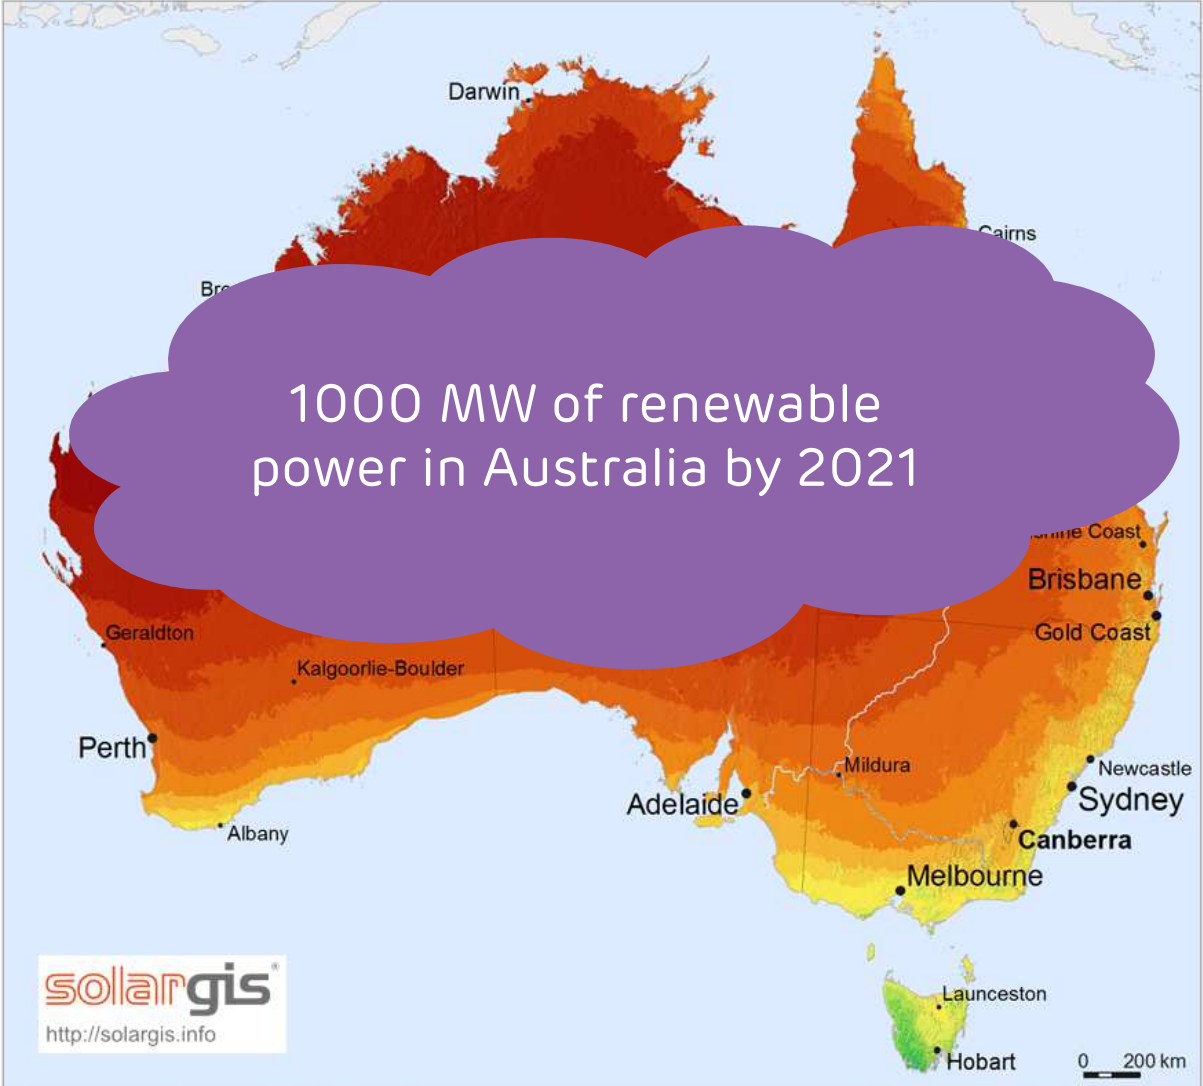 Darwin
Cairns
1000 MW of renewable
power in Australia by 2021
Coast
Brisbane
Gold Coast
Geraldton
Kalgoorlie-Boulder
Perth
Mildura
Newcastle
Adelaide
Sydney
Albany
Canberra
Melbourne
solargis®
http://solargis.info
Launceston
Hobart
0 200 km